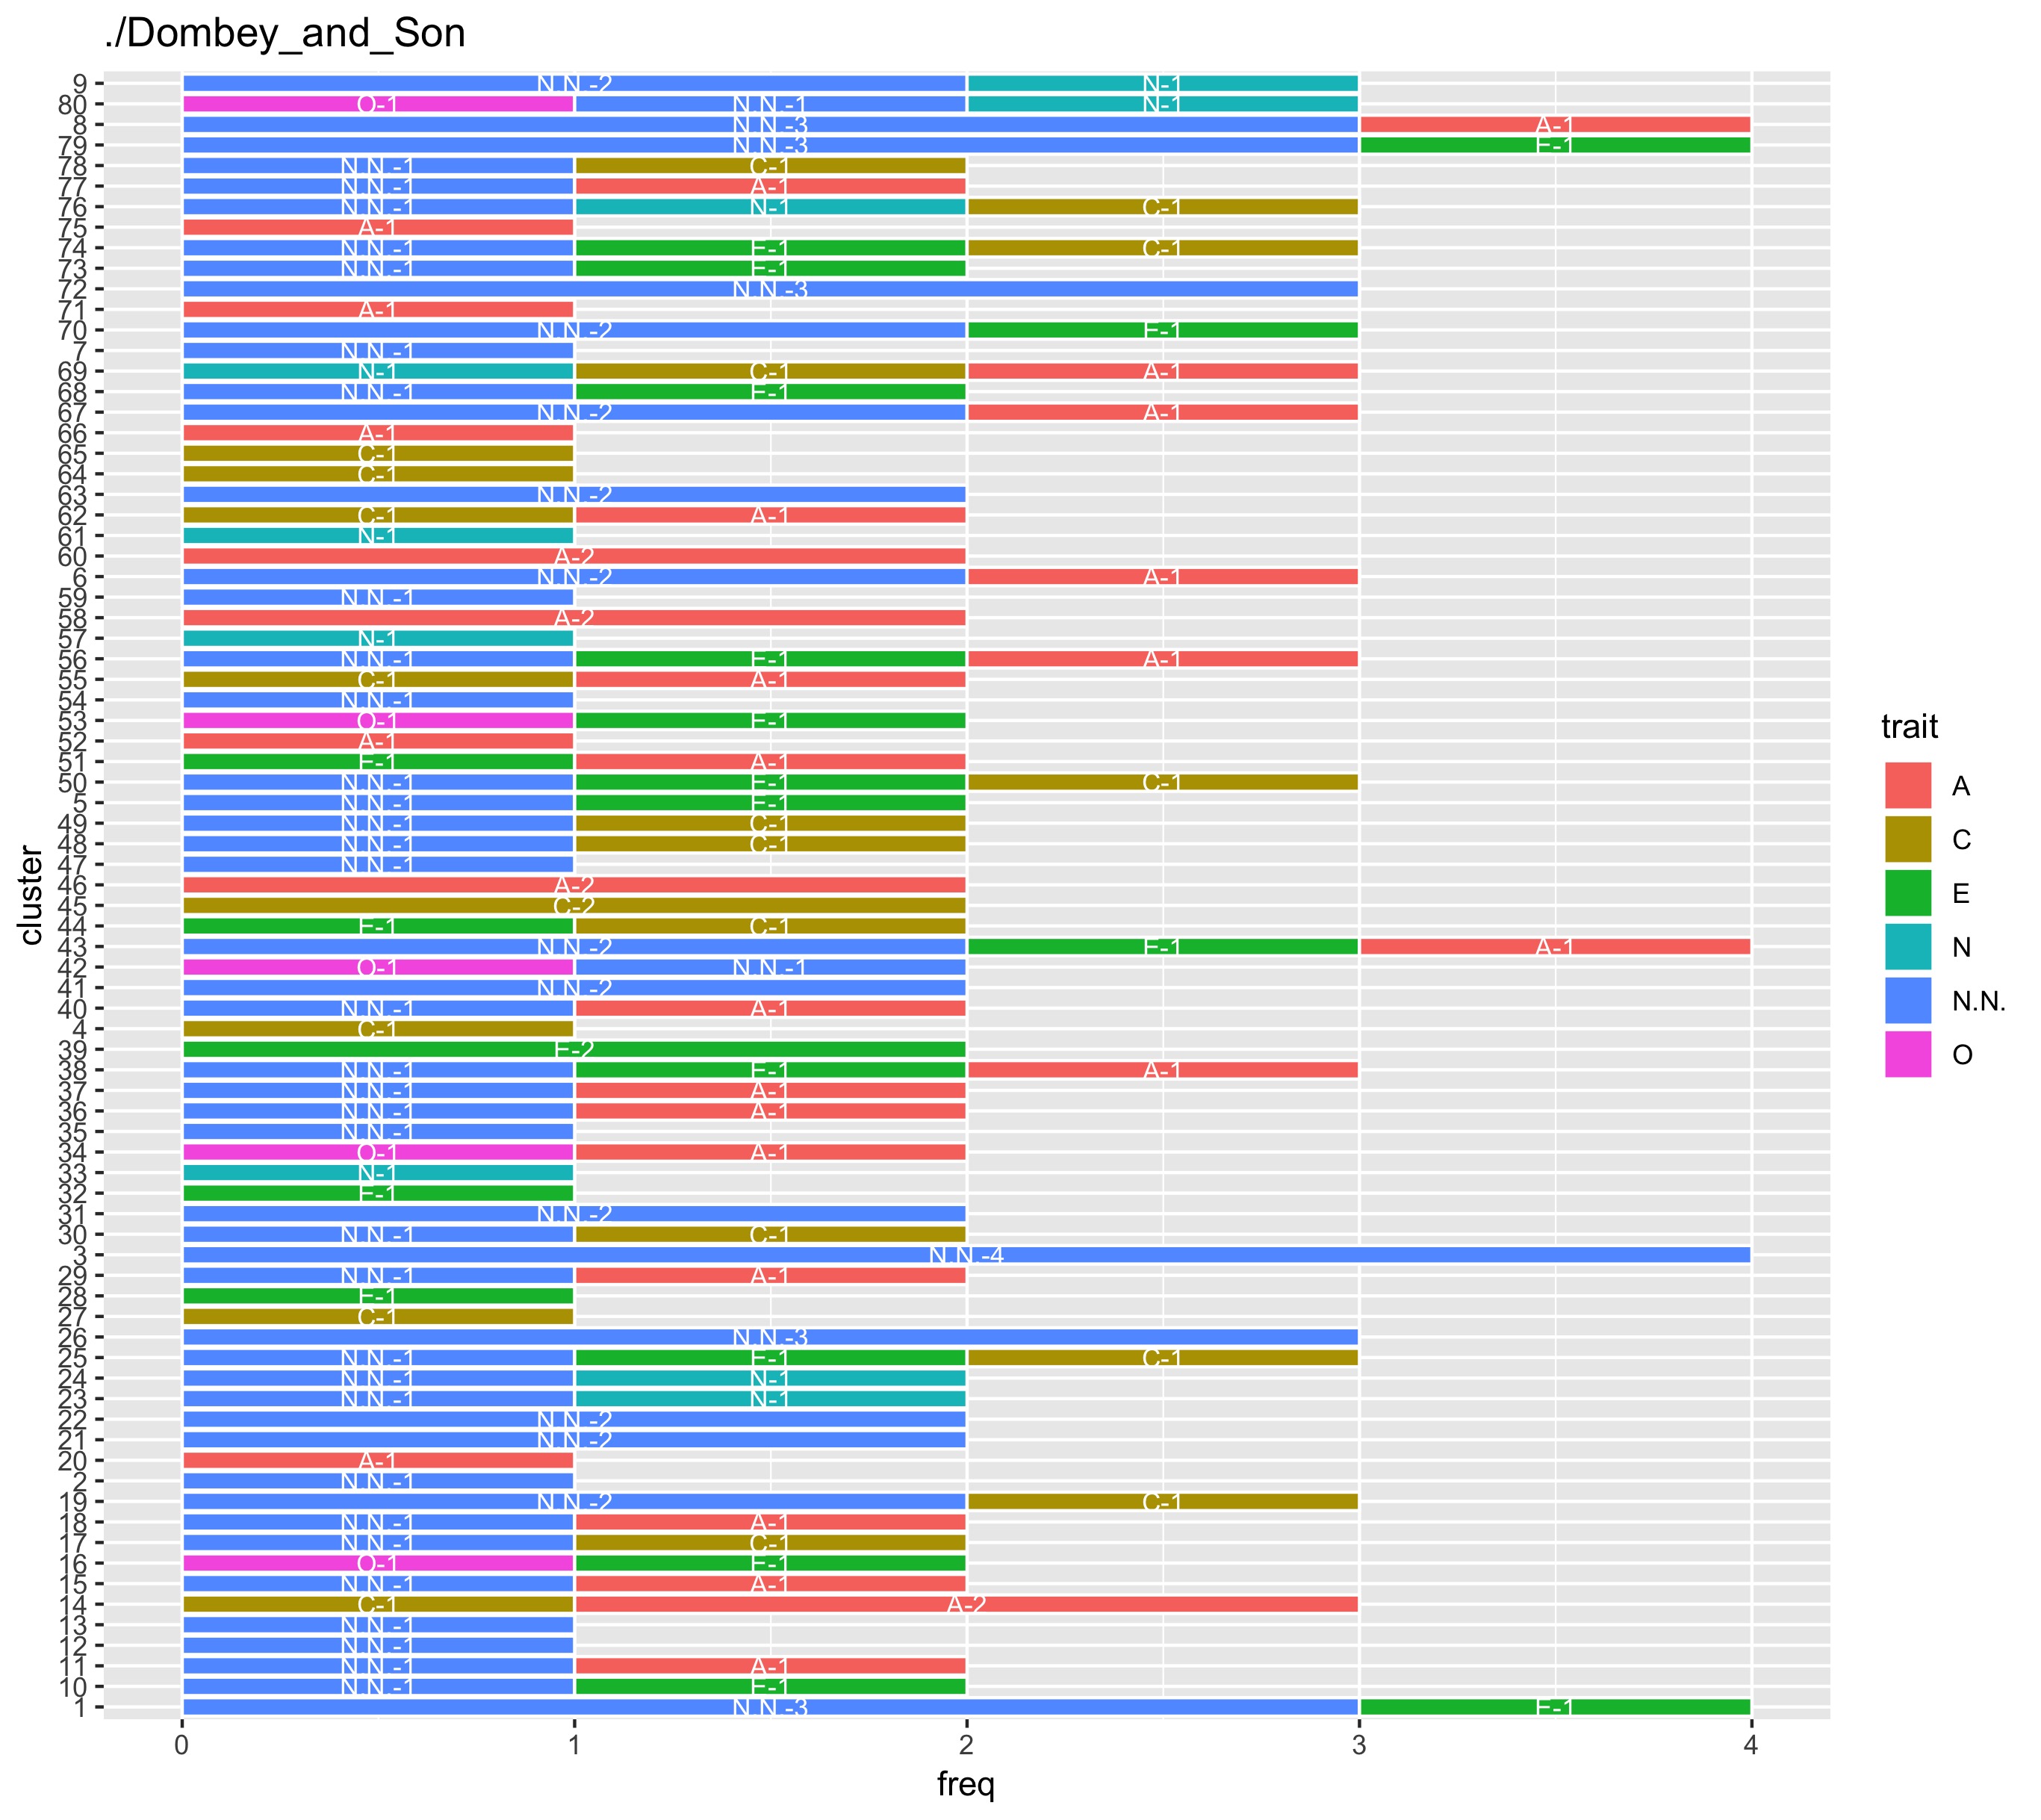 ./Dombey_and_Son
9 N.N.-2 N-1
80 O-1 N.N.-1 N-1
8 N.N.-3 A-1
79 N.N.-3 E-1
78 N.N.-1 C-1
77 N.N.-1 A-1
76 N.N.-1 N-1 C-1
75 A-1
74 N.N.-1 E-1 C-1
73 N.N.-1 E-1
72 N.N.-3
71 A-1
70 N.N.-2 E-1
7 N.N.-1
69 N-1 C-1 A-1
68 N.N.-1 E-1
67 N.N.-2 A-1
66 A-1
65 C-1
64 C-1
63 N.N.-2
62 C-1 A-1
61 N-1
60 A-2
6 N.N.-2 A-1
59 N.N.-1
58 A-2
57 N-1
56 N.N.-1 E-1 A-1
55 C-1 A-1
54 N.N.-1
53 O-1 E-1
52 A-1
51 E-1 A-1
50 N.N.-1 E-1 C-1
5 N.N.-1 E-1
49 N.N.-1 C-1
48 N.N.-1 C-1
47 N.N.-1
46 A-2
45 C-2
44 E-1 C-1
43 N.N.-2 E-1 A-1
42 O-1 N.N.-1
41 N.N.-2
40 N.N.-1 A-1
4 C-1
39 E-2
38 N.N.-1 E-1 A-1
37 N.N.-1 A-1
36 N.N.-1 A-1
35 N.N.-1
34 O-1 A-1
33 N-1
32 E-1
31 N.N.-2
30 N.N.-1 C-1
3 N.N.-4
29 N.N.-1 A-1
28 E-1
27 C-1
26 N.N.-3
25 N.N.-1 E-1 C-1
24 N.N.-1 N-1
23 N.N.-1 N-1
22 N.N.-2
21 N.N.-2
20 A-1
2 N.N.-1
19 N.N.-2 C-1
18 N.N.-1 A-1
17 N.N.-1 C-1
16 O-1 E-1
15 N.N.-1 A-1
14 C-1 A-2
13 N.N.-1
12 N.N.-1
11 N.N.-1 A-1
10 N.N.-1 E-1
1 N.N.-3 E-1
0 1 2 3 4
freq
cluster
trait
A
C
E
N
N.N.
O